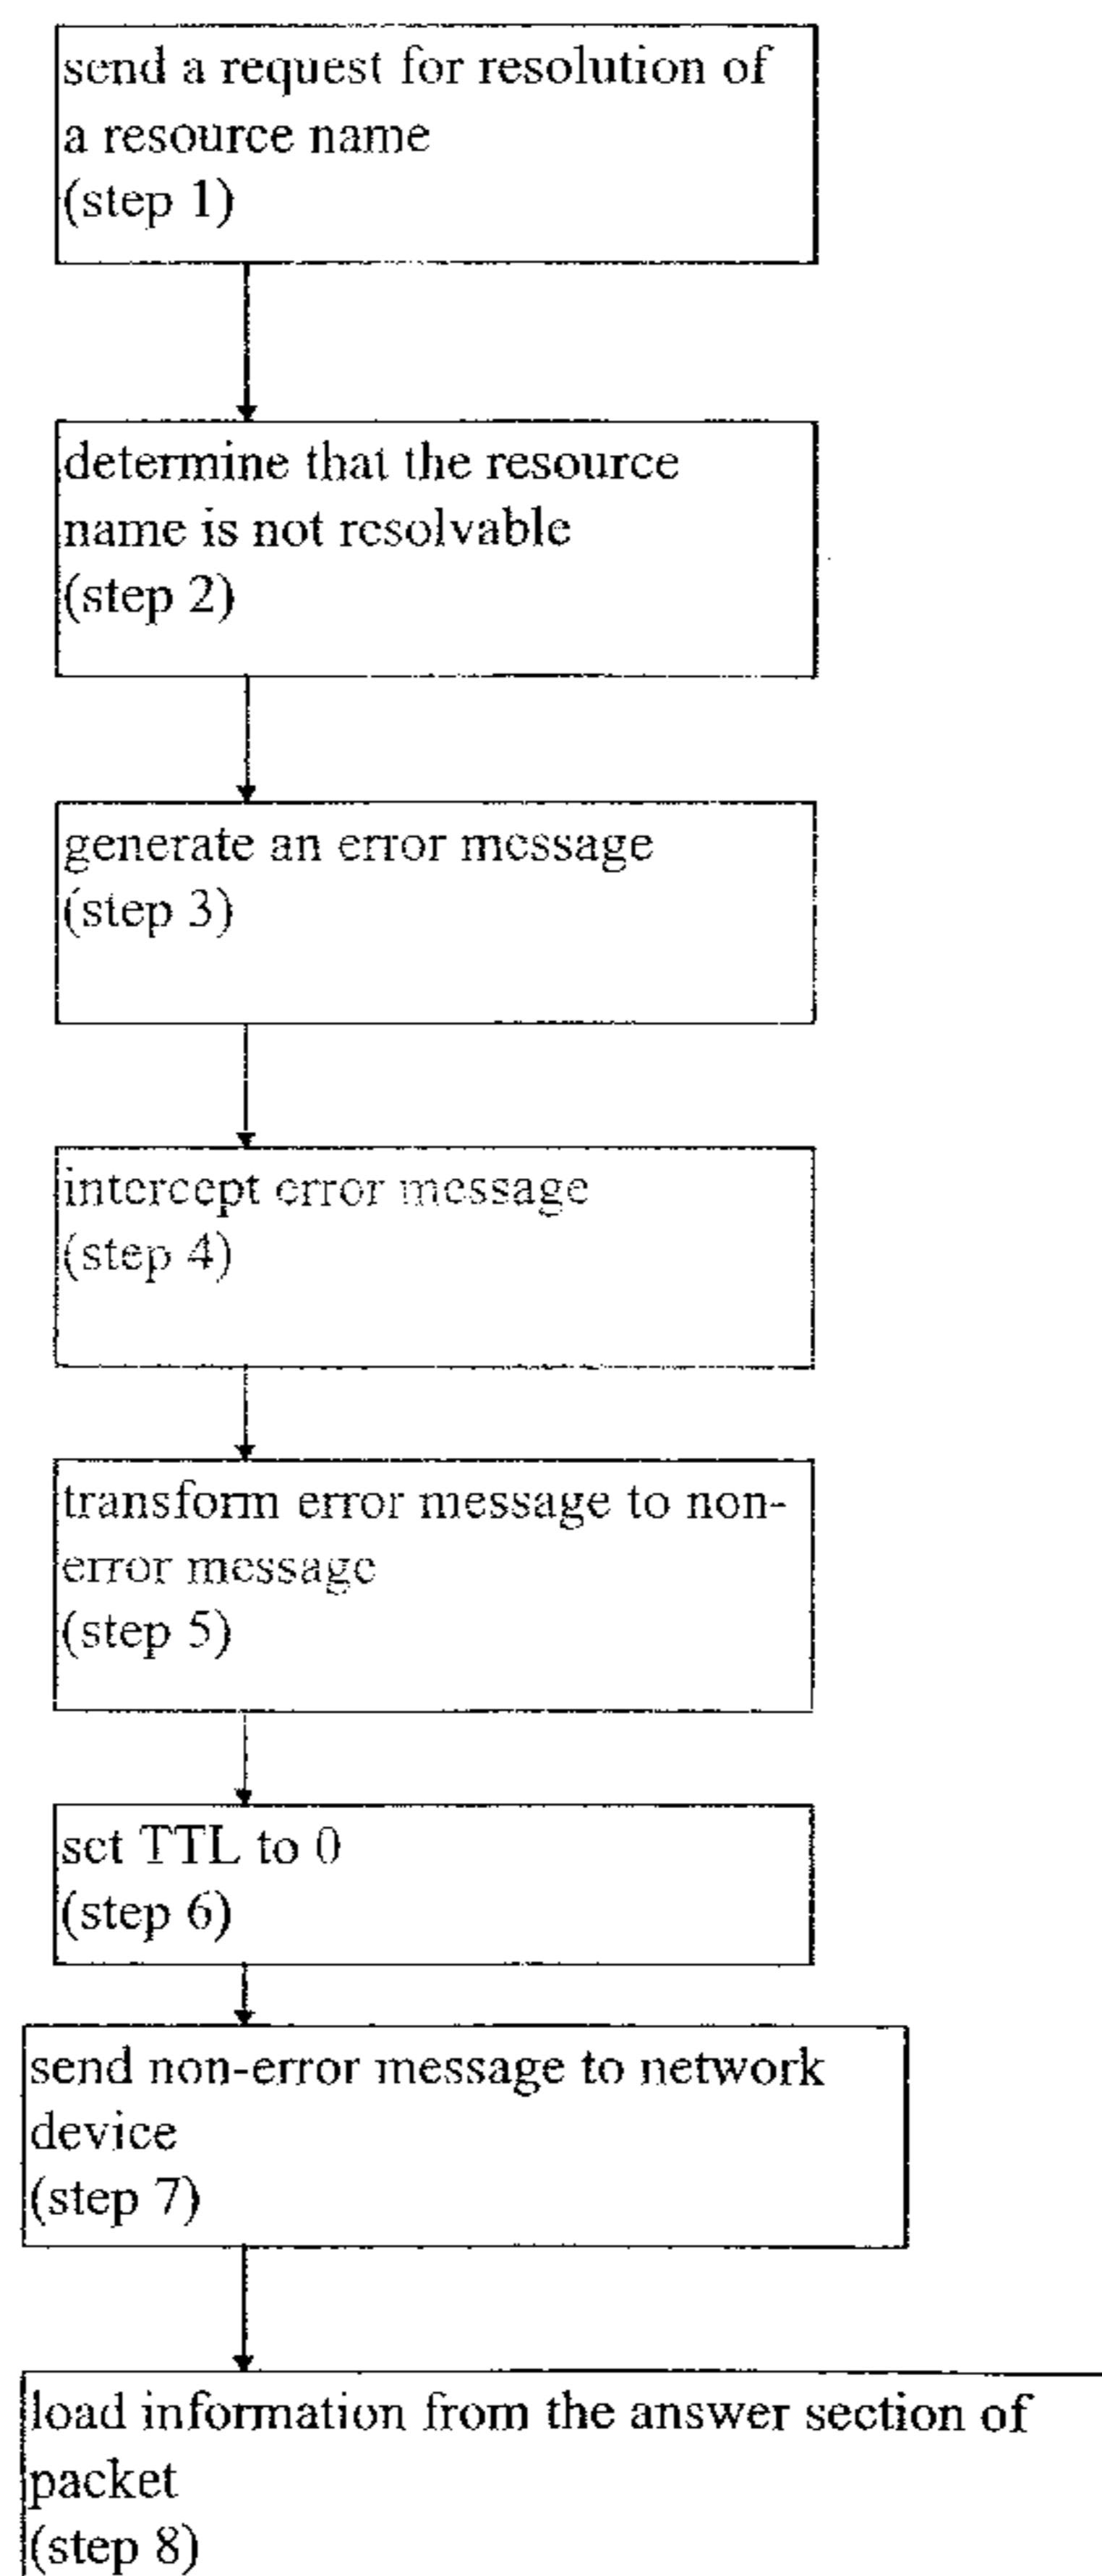 send a request for resolution of
a resource name
(step 1)
determine that the resource
name is not resolvable
(step 2)
generate an error message
(step 3)
intercept error message
(step 4)
transform error message to non-
error message
(step 5)
set TTL to 0
(step 6)
send non-error message to network
device
(step 7)
load information from the answer section of
packet
(step 8)